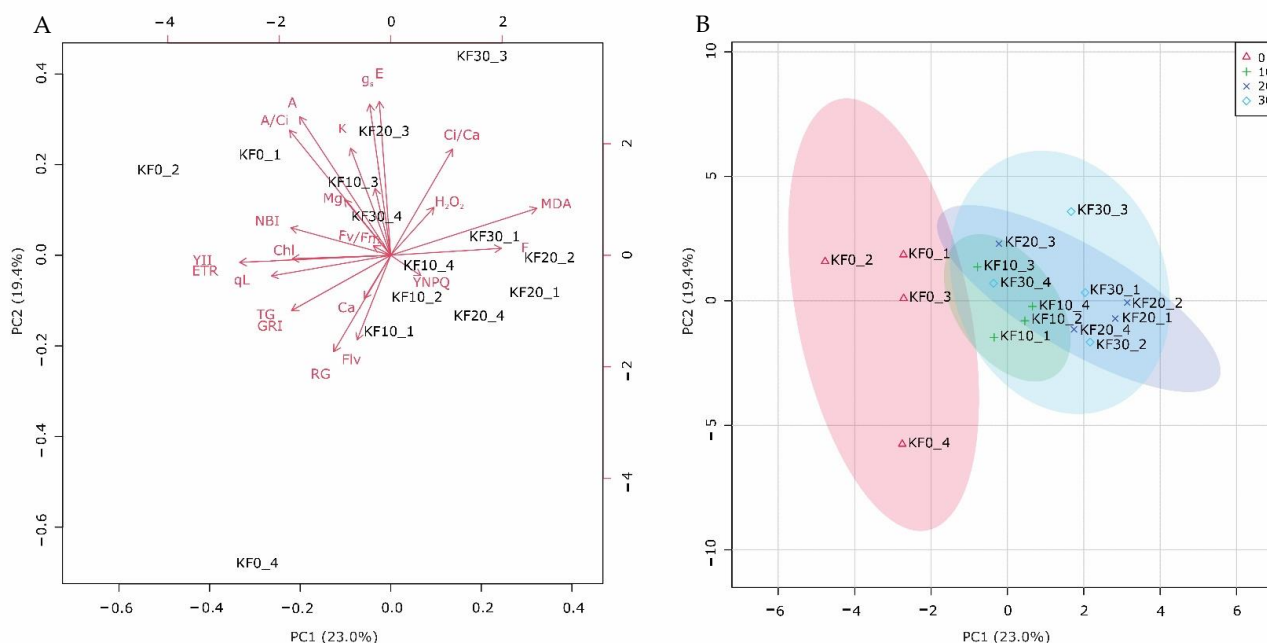 A
−4 −2 0 2
KF30_3
0.4
gs E
A
A/Ci
K
KF20_3
Ci/Ca
2
KF0_1
KF0_2
0.2
KF10_3
Mg
H2O2
MDA
KF30_4
NBI
Fv/Fm
KF30_1
F
Chl
0.0
0
YII
ETR
qL
KF10_4
YNPQ
KF20_2
KF10_2
KF20_1
Ca
TG
GRI
KF20_4
KF10_1
−0.2
Flv
RG
−2
−0.4
−4
−0.6
KF0_4
PC2 (19.4%)
−0.6 −0.4 −0.2 0.0 0.2 0.4
PC1 (23.0%)
B
10
0
10
20
30
5
KF30_3
KF20_3
KF0_1
KF0_2
KF10_3
KF30_4
KF0_3
KF30_1
KF10_4
KF20_2
KF10_2
KF20_1
KF10_1
KF20_4
KF30_2
0
−5
KF0_4
−10
PC2 (19.4%)
−6 −4 −2 0 2 4 6
PC1 (23.0%)